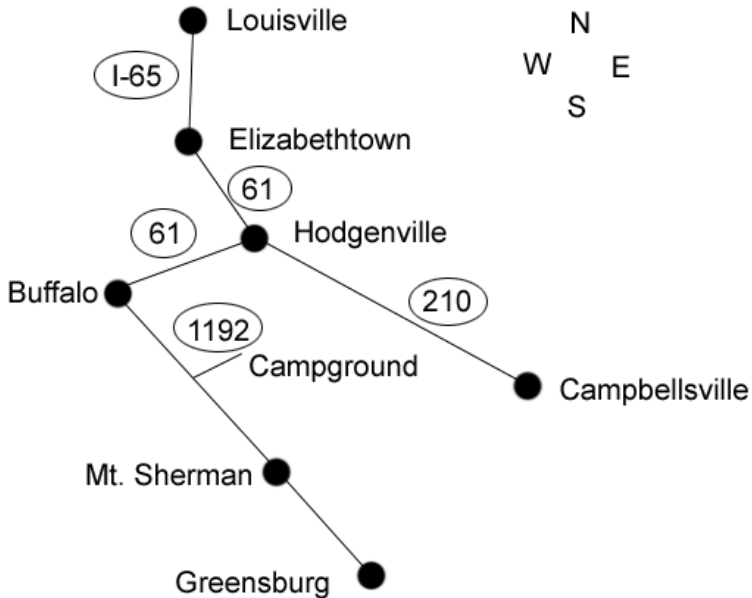 Louisville
N
I-65
W
E
S
Elizabethtown
61
61
Hodgenville
Buffalo
210
1192
Campground
Campbellsville
Mt. Sherman
Greensburg